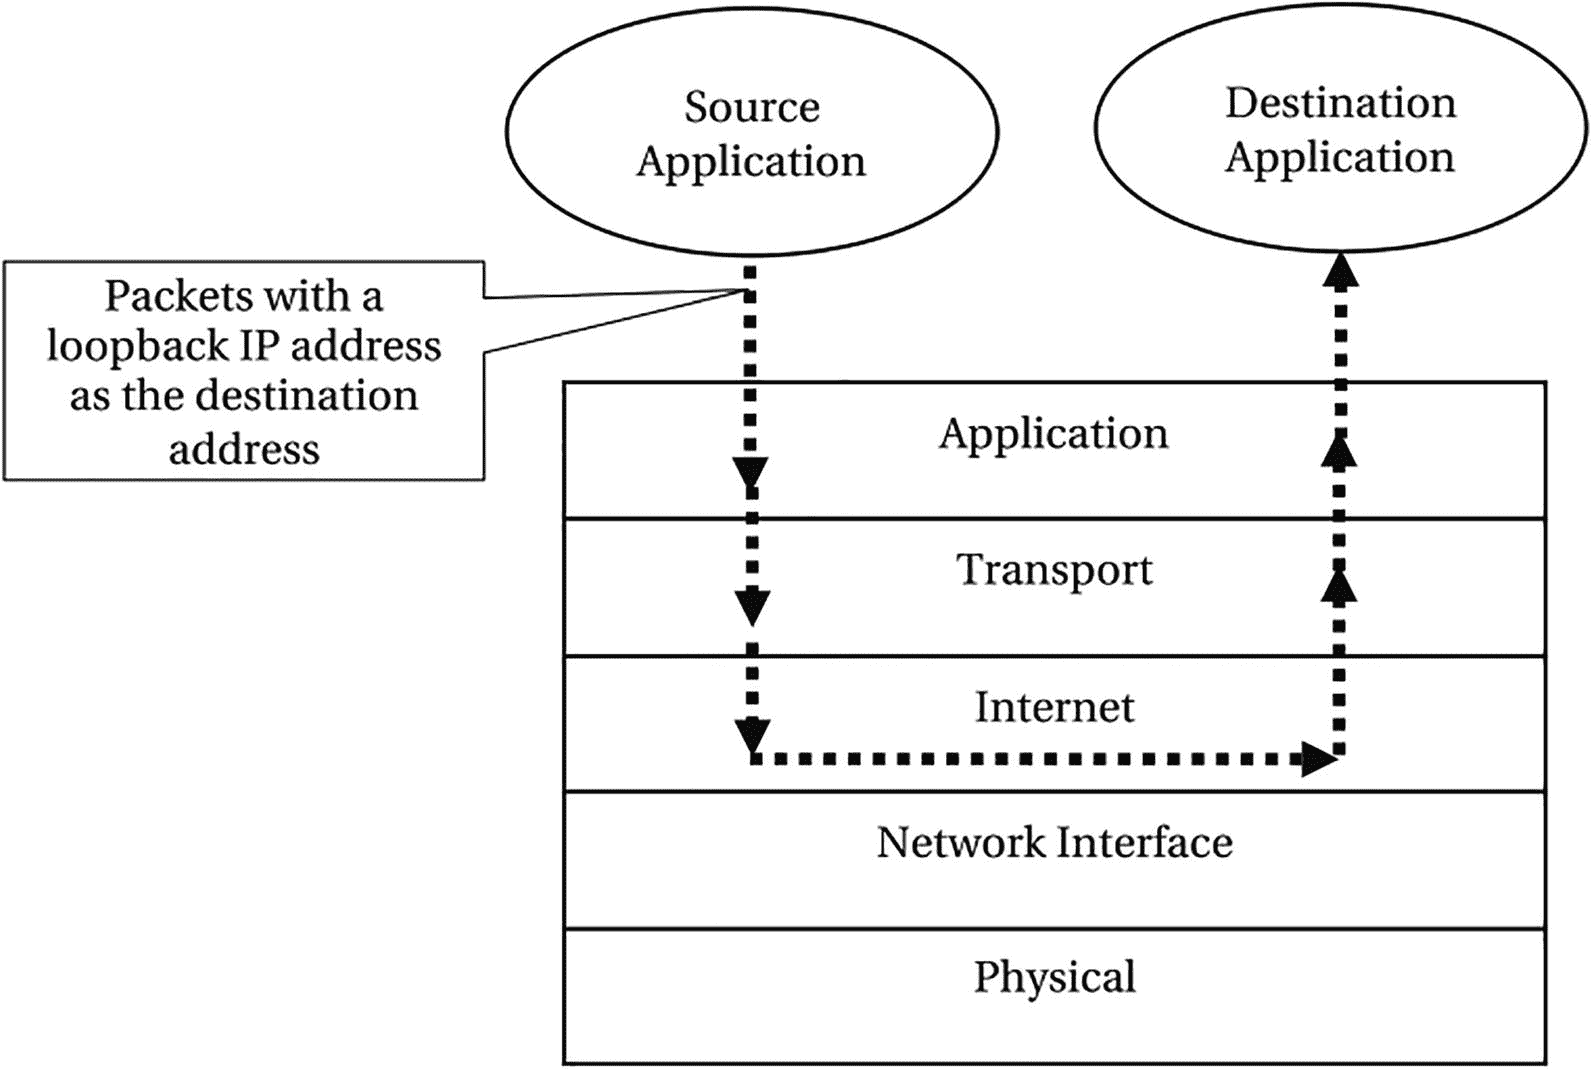 Source
Application
Destination
Application
Packets with a
loopback IP address
as the destination
address
Application
Transport
Internet
Network Interface
Physical